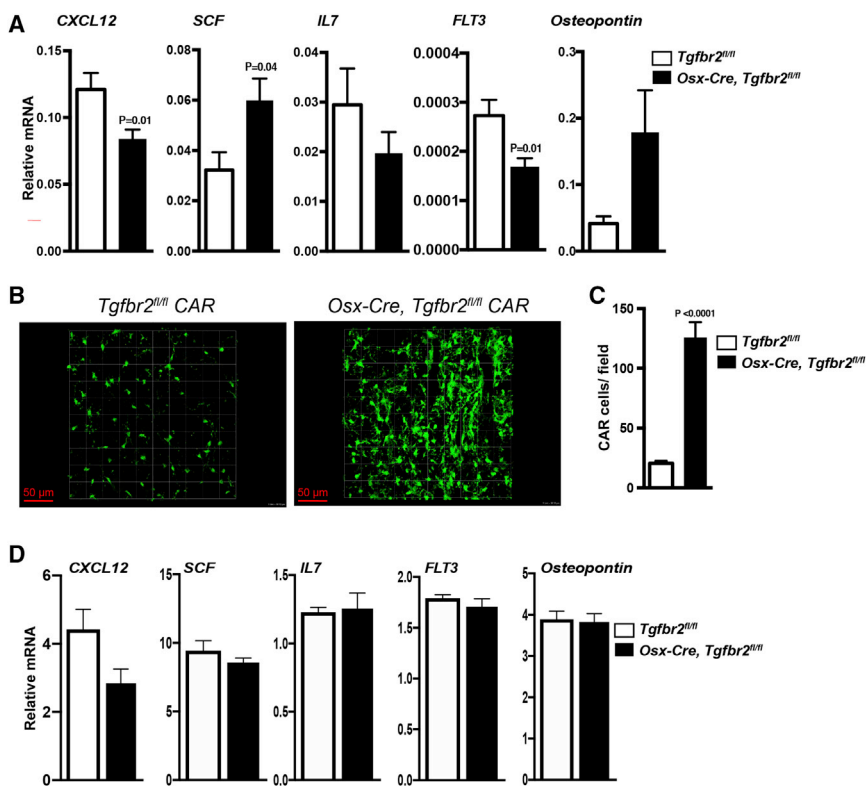 A
CXCL12 SCF IL7 FLT3 Osteopontin
Relative mRNA
0.15
0.10
0.05
0.00
P=0.01
0.08
0.06
0.04
0.02
0.00
P=0.04
0.04
0.03
0.02
0.01
0.00
0.0004
0.0003
0.0002
0.0001
0.0000
P=0.01
0.3
0.2
0.1
0.0
Tgfbr2fl/fl
Osx-Cre, Tgfbr2fl/fl
B
Tgfbr2fl/fl CAR
Osx-Cre, Tgfbr2fl/fl CAR
50 µm
50 µm
C
CAR cells/ field
150
100
50
0
P <0.0001
Tgfbr2fl/fl
Osx-Cre, Tgfbr2fl/fl
D
CXCL12 SCF IL7 FLT3 Osteopontin
Relative mRNA
6
4
2
0
15
10
5
0
1.5
1.0
0.5
0.0
2.0
1.5
1.0
0.5
0.0
5
4
3
2
1
0
Tgfbr2fl/fl
Osx-Cre, Tgfbr2fl/fl